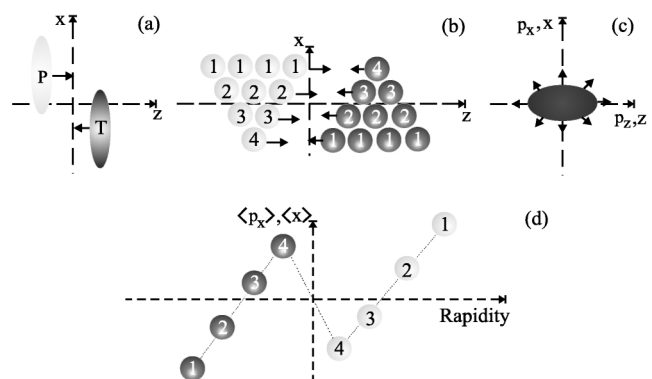 x (a)
P
z
T
x (b)
1 1 1 1 4
2 2 2 3 3
3 3 2 2 2
4 1 1 1 1
z
pₓ, x (c)
p_z, z
<pₓ>, <x> (d)
4 1
3 2
2 3
1 4
Rapidity